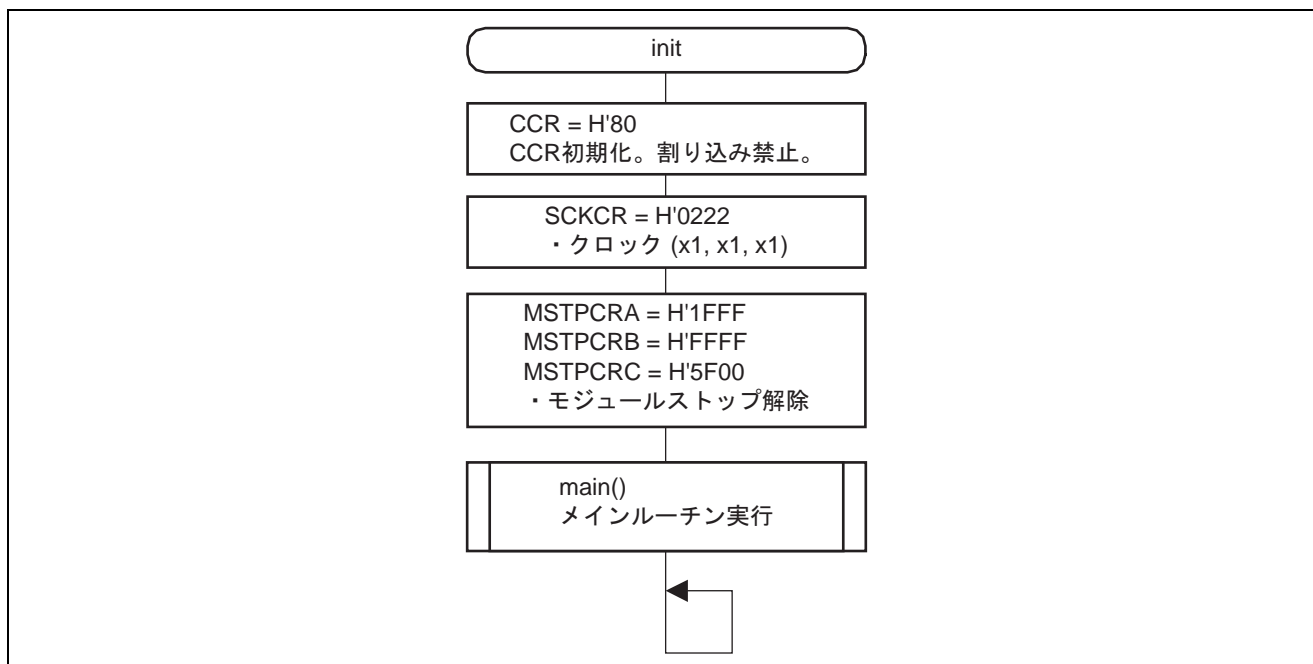 init
CCR = H'80
CCR初期化。割り込み禁止。
SCKCR = H'0222
・クロック (x1, x1, x1)
MSTPCRA = H'1FFF
MSTPCRB = H'FFFF
MSTPCRC = H'5F00
・モジュールストップ解除
main()
メインルーチン実行